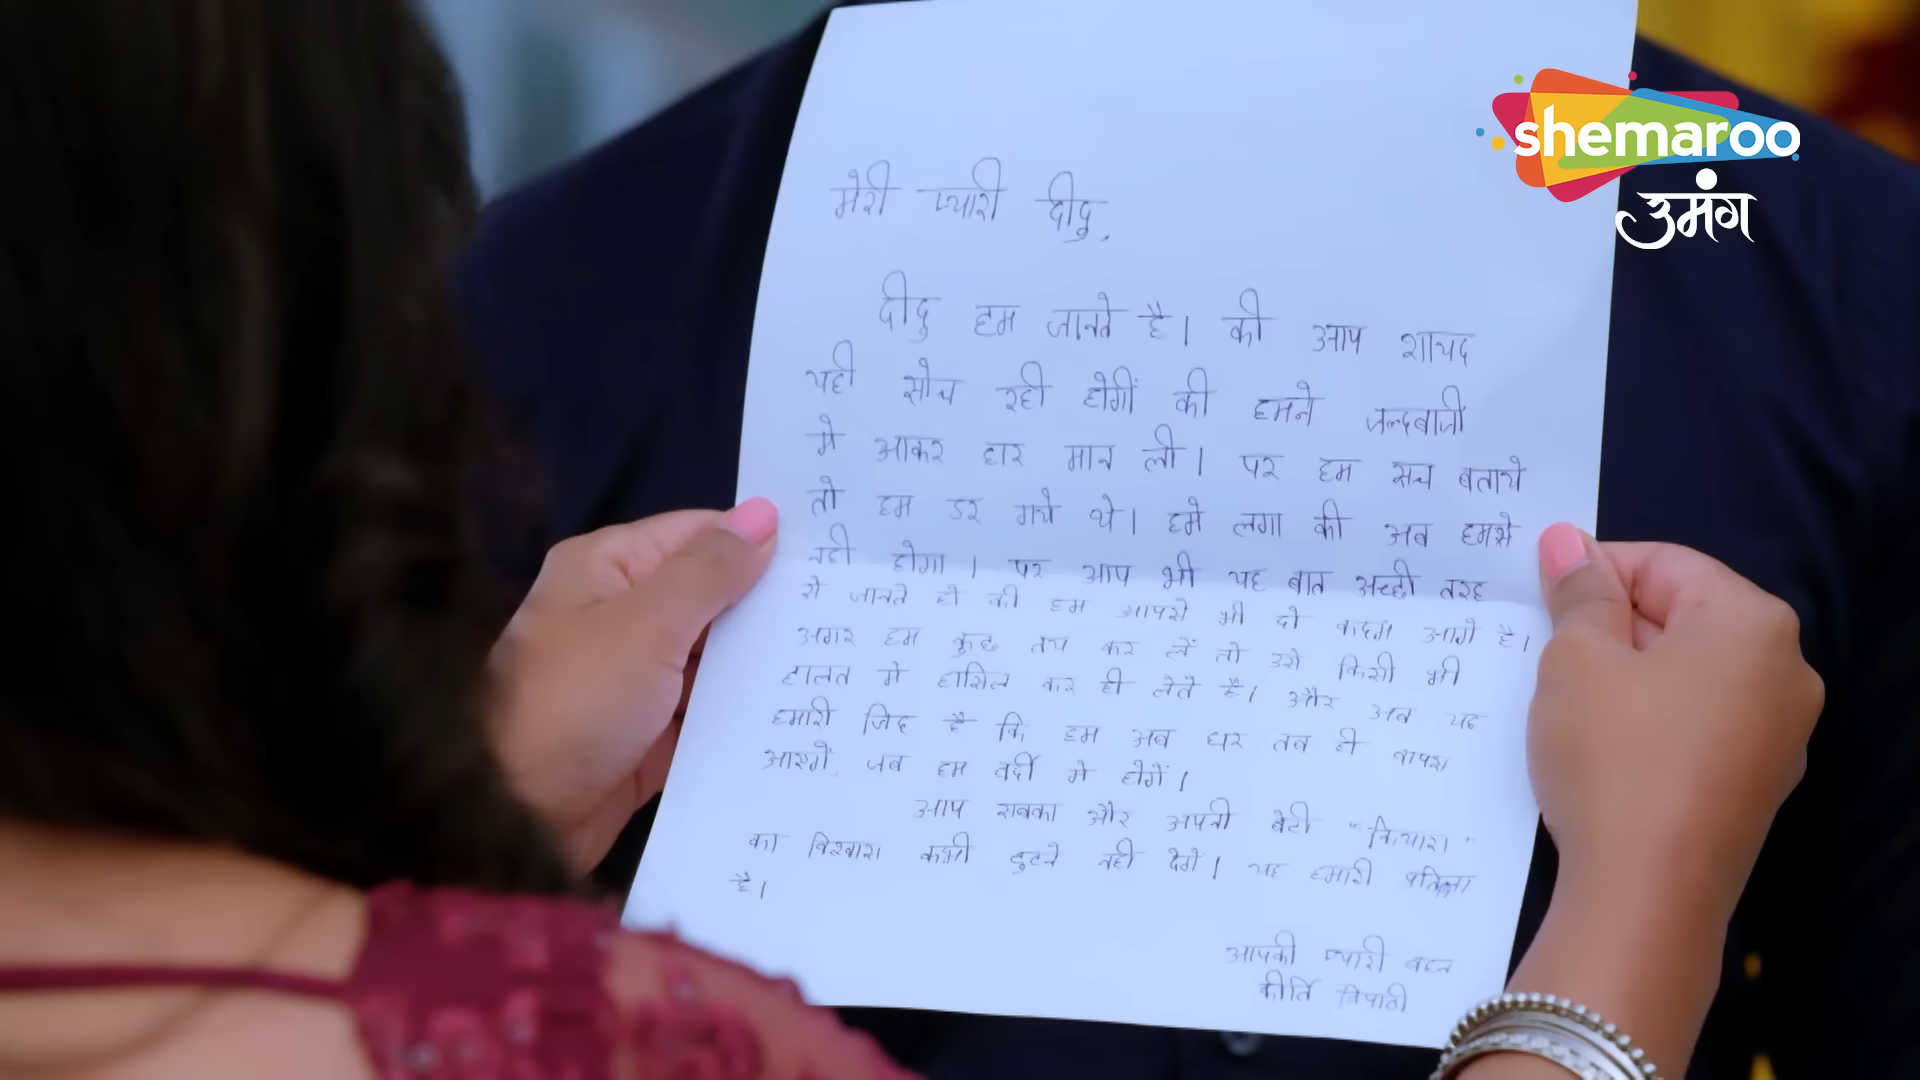 shemaroo
उमंग
मेरी प्यारी दीदु,
दीदु हम जानते है। की आप शायद
यही सोच रही होगीं की हमने जल्दबाजी
मे आकर हार मान ली। पर हम सच बताये
तो हम डर गये थे। हमे लगा की अब हमसे
नही होगा। पर आप भी यह बात अच्छी तरह
से जानते हो की हम आपसे भी दो कदम आगे है।
अगर हम कुछ तय कर लें तो उसे किसी भी
हालत मे हासिल कर ही लेते है। और अब यह
हमारी जिद है कि हम अब घर तब ही वापस
आएगें, जब हम वर्दी मे होगें।
आप सबका और अपनी बेटी "कियारा"
का विश्वास कभी टुटने नही देगे। यह हमारी
है।
आपकी प्यारी बहन
कीर्ति त्रिपाठी